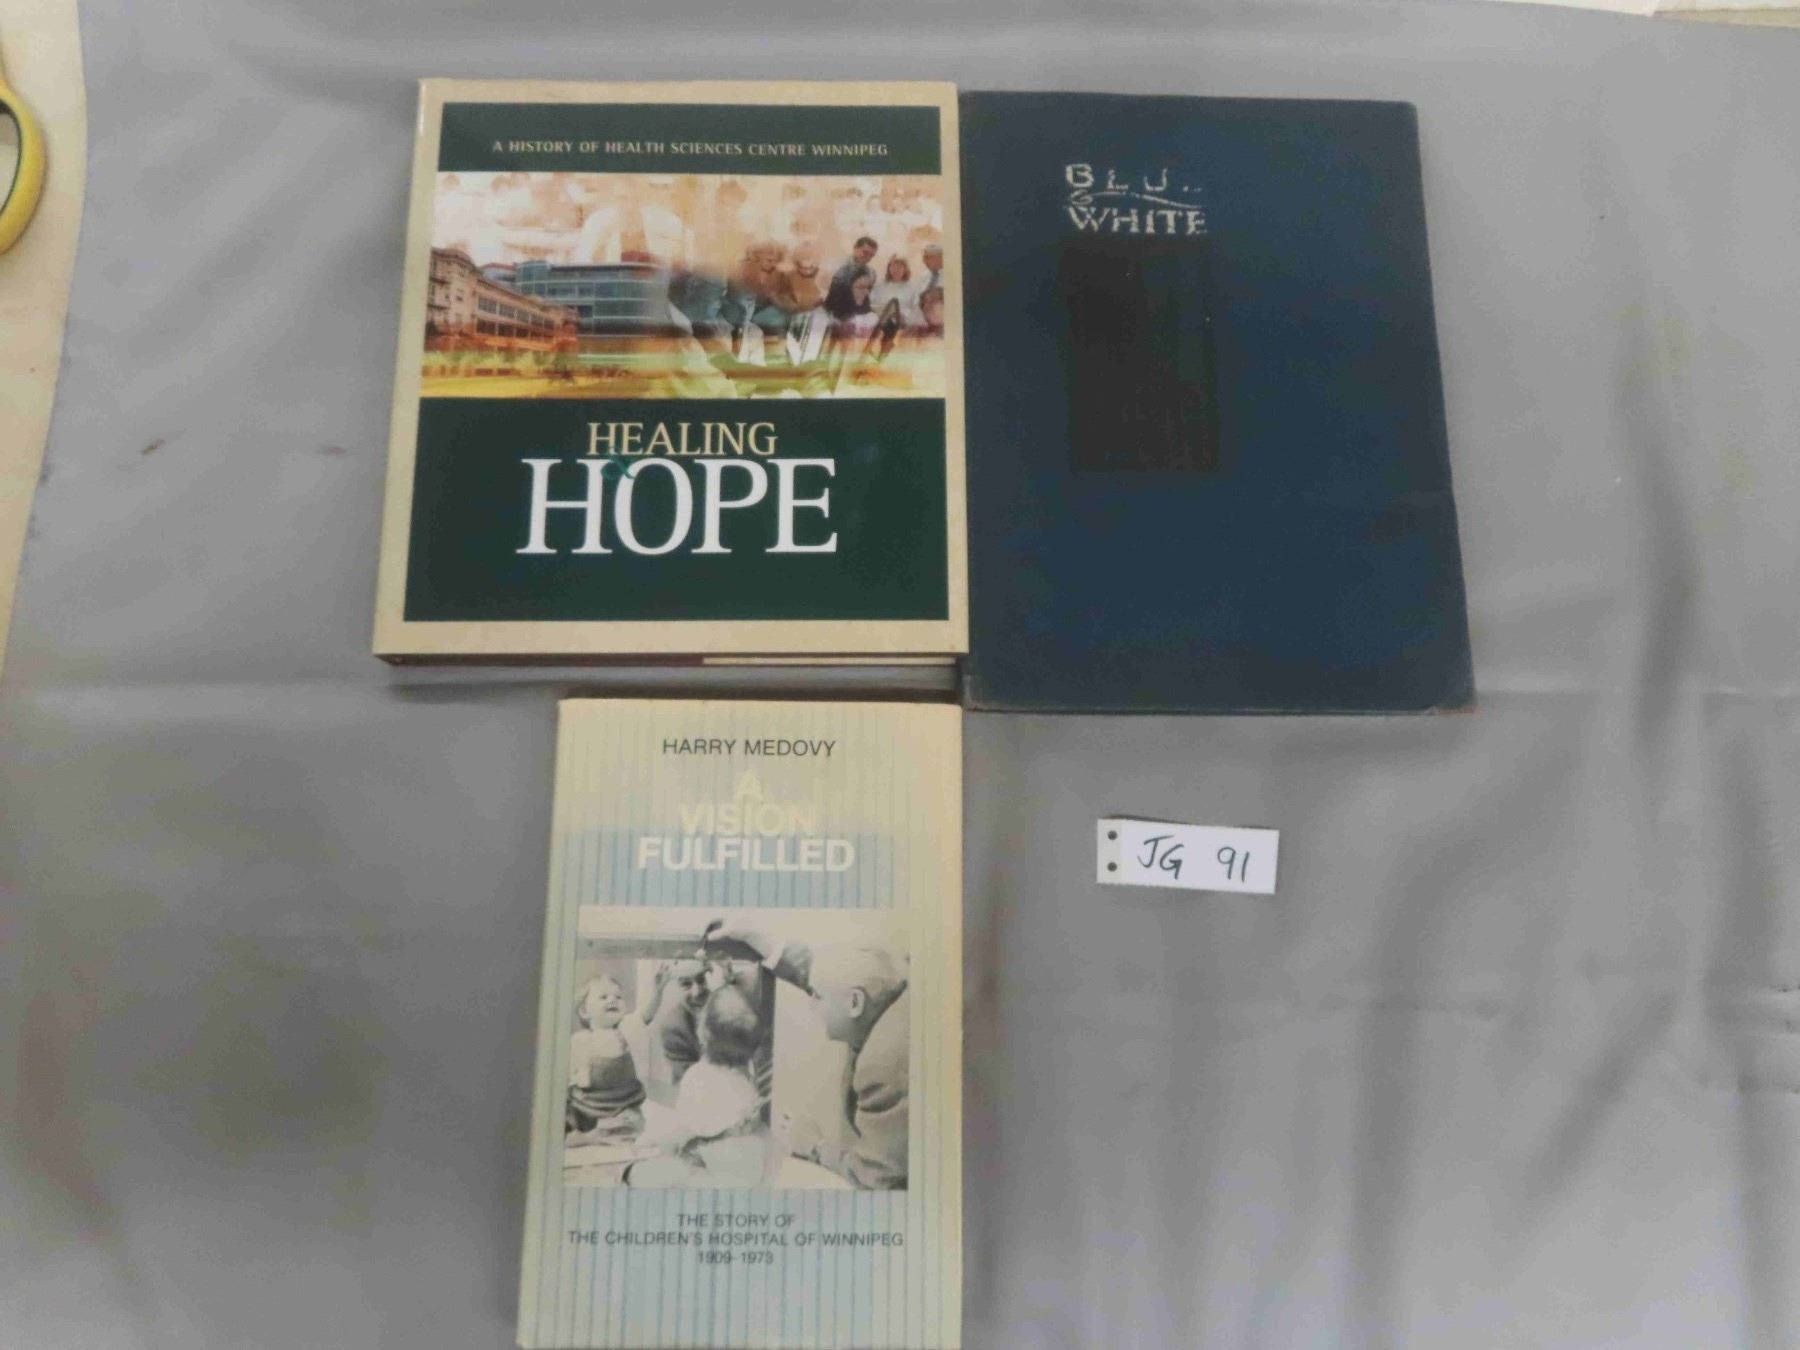 A HISTORY OF HEALTH SCIENCES CENTRE WINNIPEG
HEALING
&
HOPE
&
WHITE
HARRY MEDOVY
A
VISION
FULFILLED
THE STORY OF
THE CHILDREN'S HOSPITAL OF WINNIPEG
1909-1973
JG 91